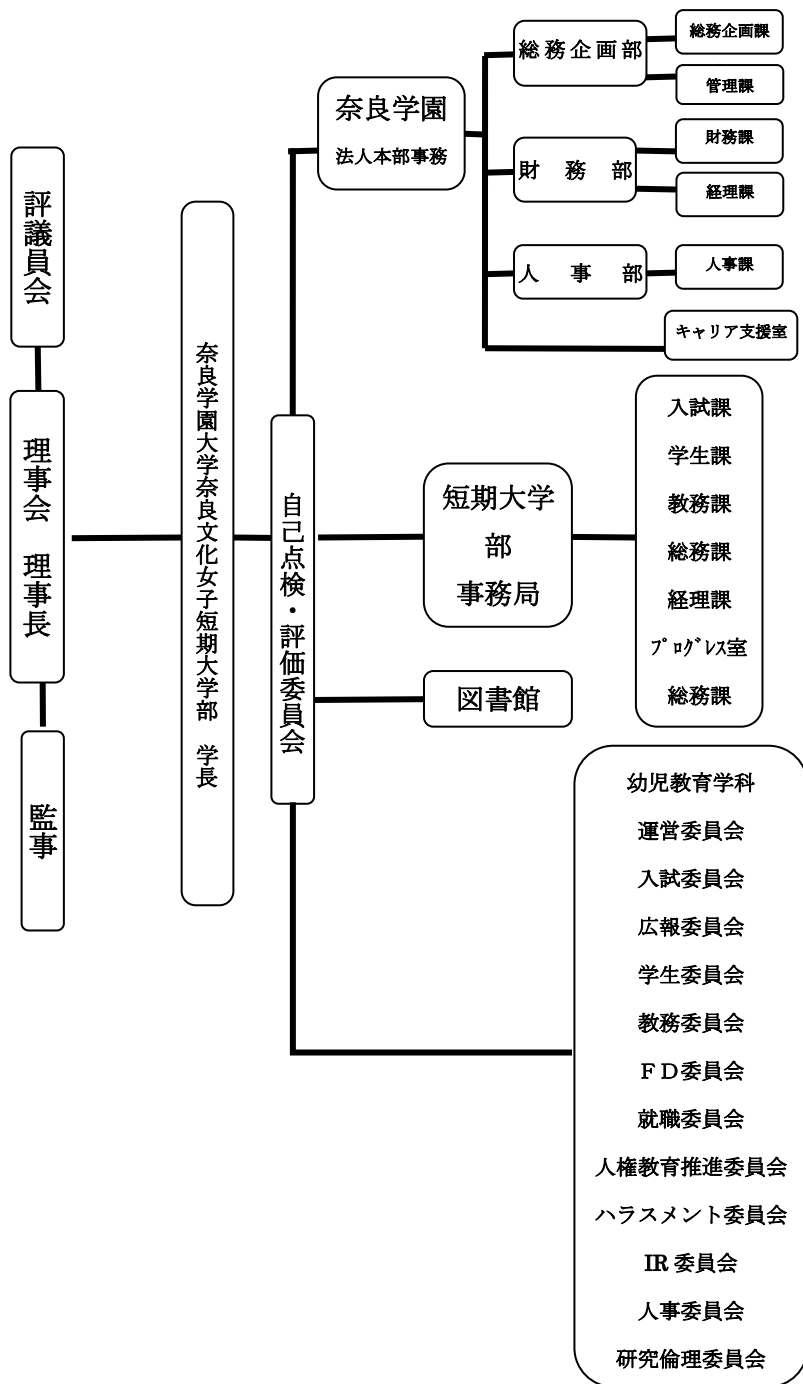 評議員会
理事会　理事長
監事
奈良学園大学奈良文化女子短期大学部　学長
自己点検・評価委員会
奈良学園
法人本部事務
総務企画部
総務企画課
管理課
財　務　部
財務課
経理課
人　事　部
人事課
キャリア支援室
短期大学
部
事務局
入試課
学生課
教務課
総務課
経理課
プログレス室
総務課
図書館
幼児教育学科
運営委員会
入試委員会
広報委員会
学生委員会
教務委員会
ＦＤ委員会
就職委員会
人権教育推進委員会
ハラスメント委員会
IR 委員会
人事委員会
研究倫理委員会